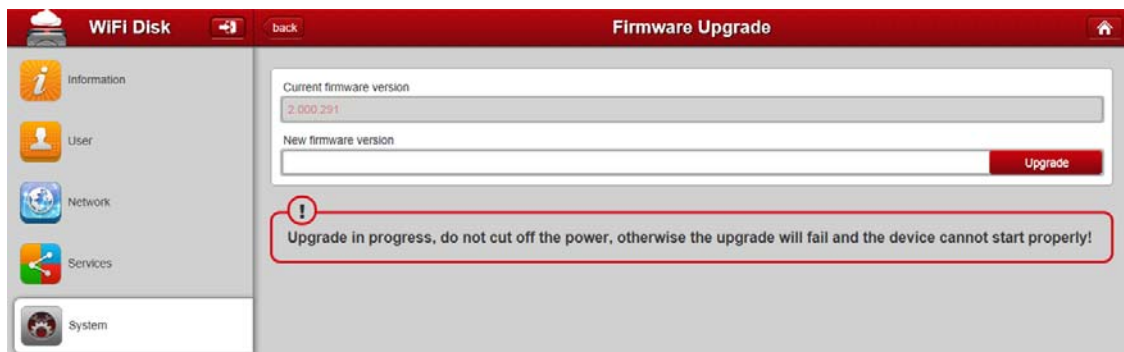 WiFi Disk
back
Firmware Upgrade
Information
User
Network
Services
System
Current firmware version
2.000.291
New firmware version
Upgrade
Upgrade in progress, do not cut off the power, otherwise the upgrade will fail and the device cannot start properly!